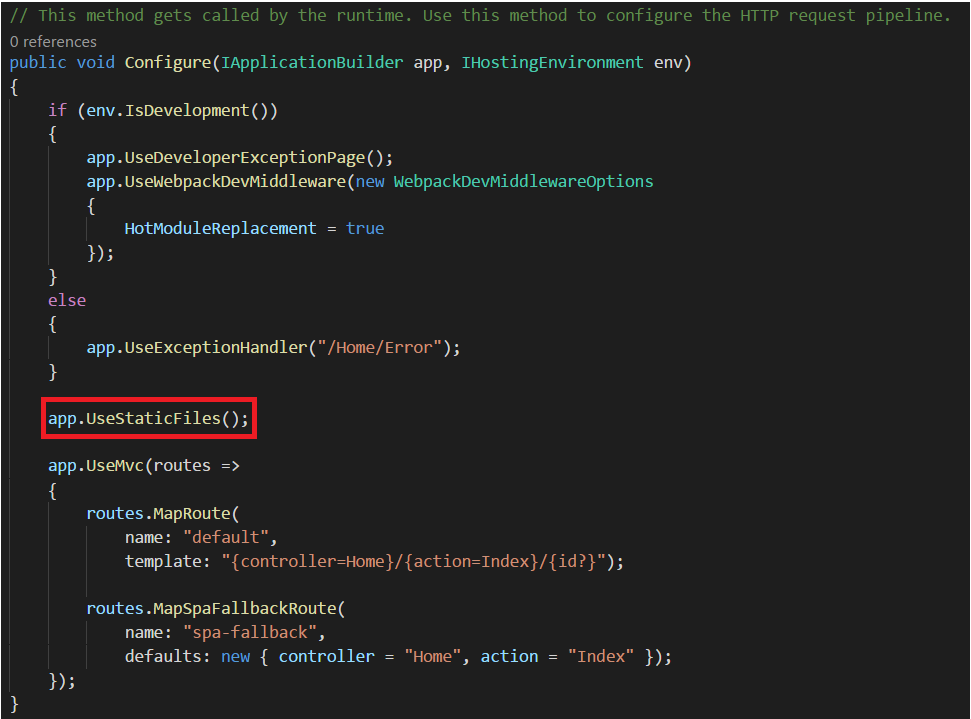 // This method gets called by the runtime. Use this method to configure the HTTP request pipeline.
0 references
public void Configure(IApplicationBuilder app, IHostingEnvironment env)
{
    if (env.IsDevelopment())
    {
        app.UseDeveloperExceptionPage();
        app.UseWebpackDevMiddleware(new WebpackDevMiddlewareOptions
        {
            HotModuleReplacement = true
        });
    }
    else
    {
        app.UseExceptionHandler("/Home/Error");
    }
    app.UseStaticFiles();
    app.UseMvc(routes =>
    {
        routes.MapRoute(
            name: "default",
            template: "{controller=Home}/{action=Index}/{id?}");
        routes.MapSpaFallbackRoute(
            name: "spa-fallback",
            defaults: new { controller = "Home", action = "Index" });
    });
}